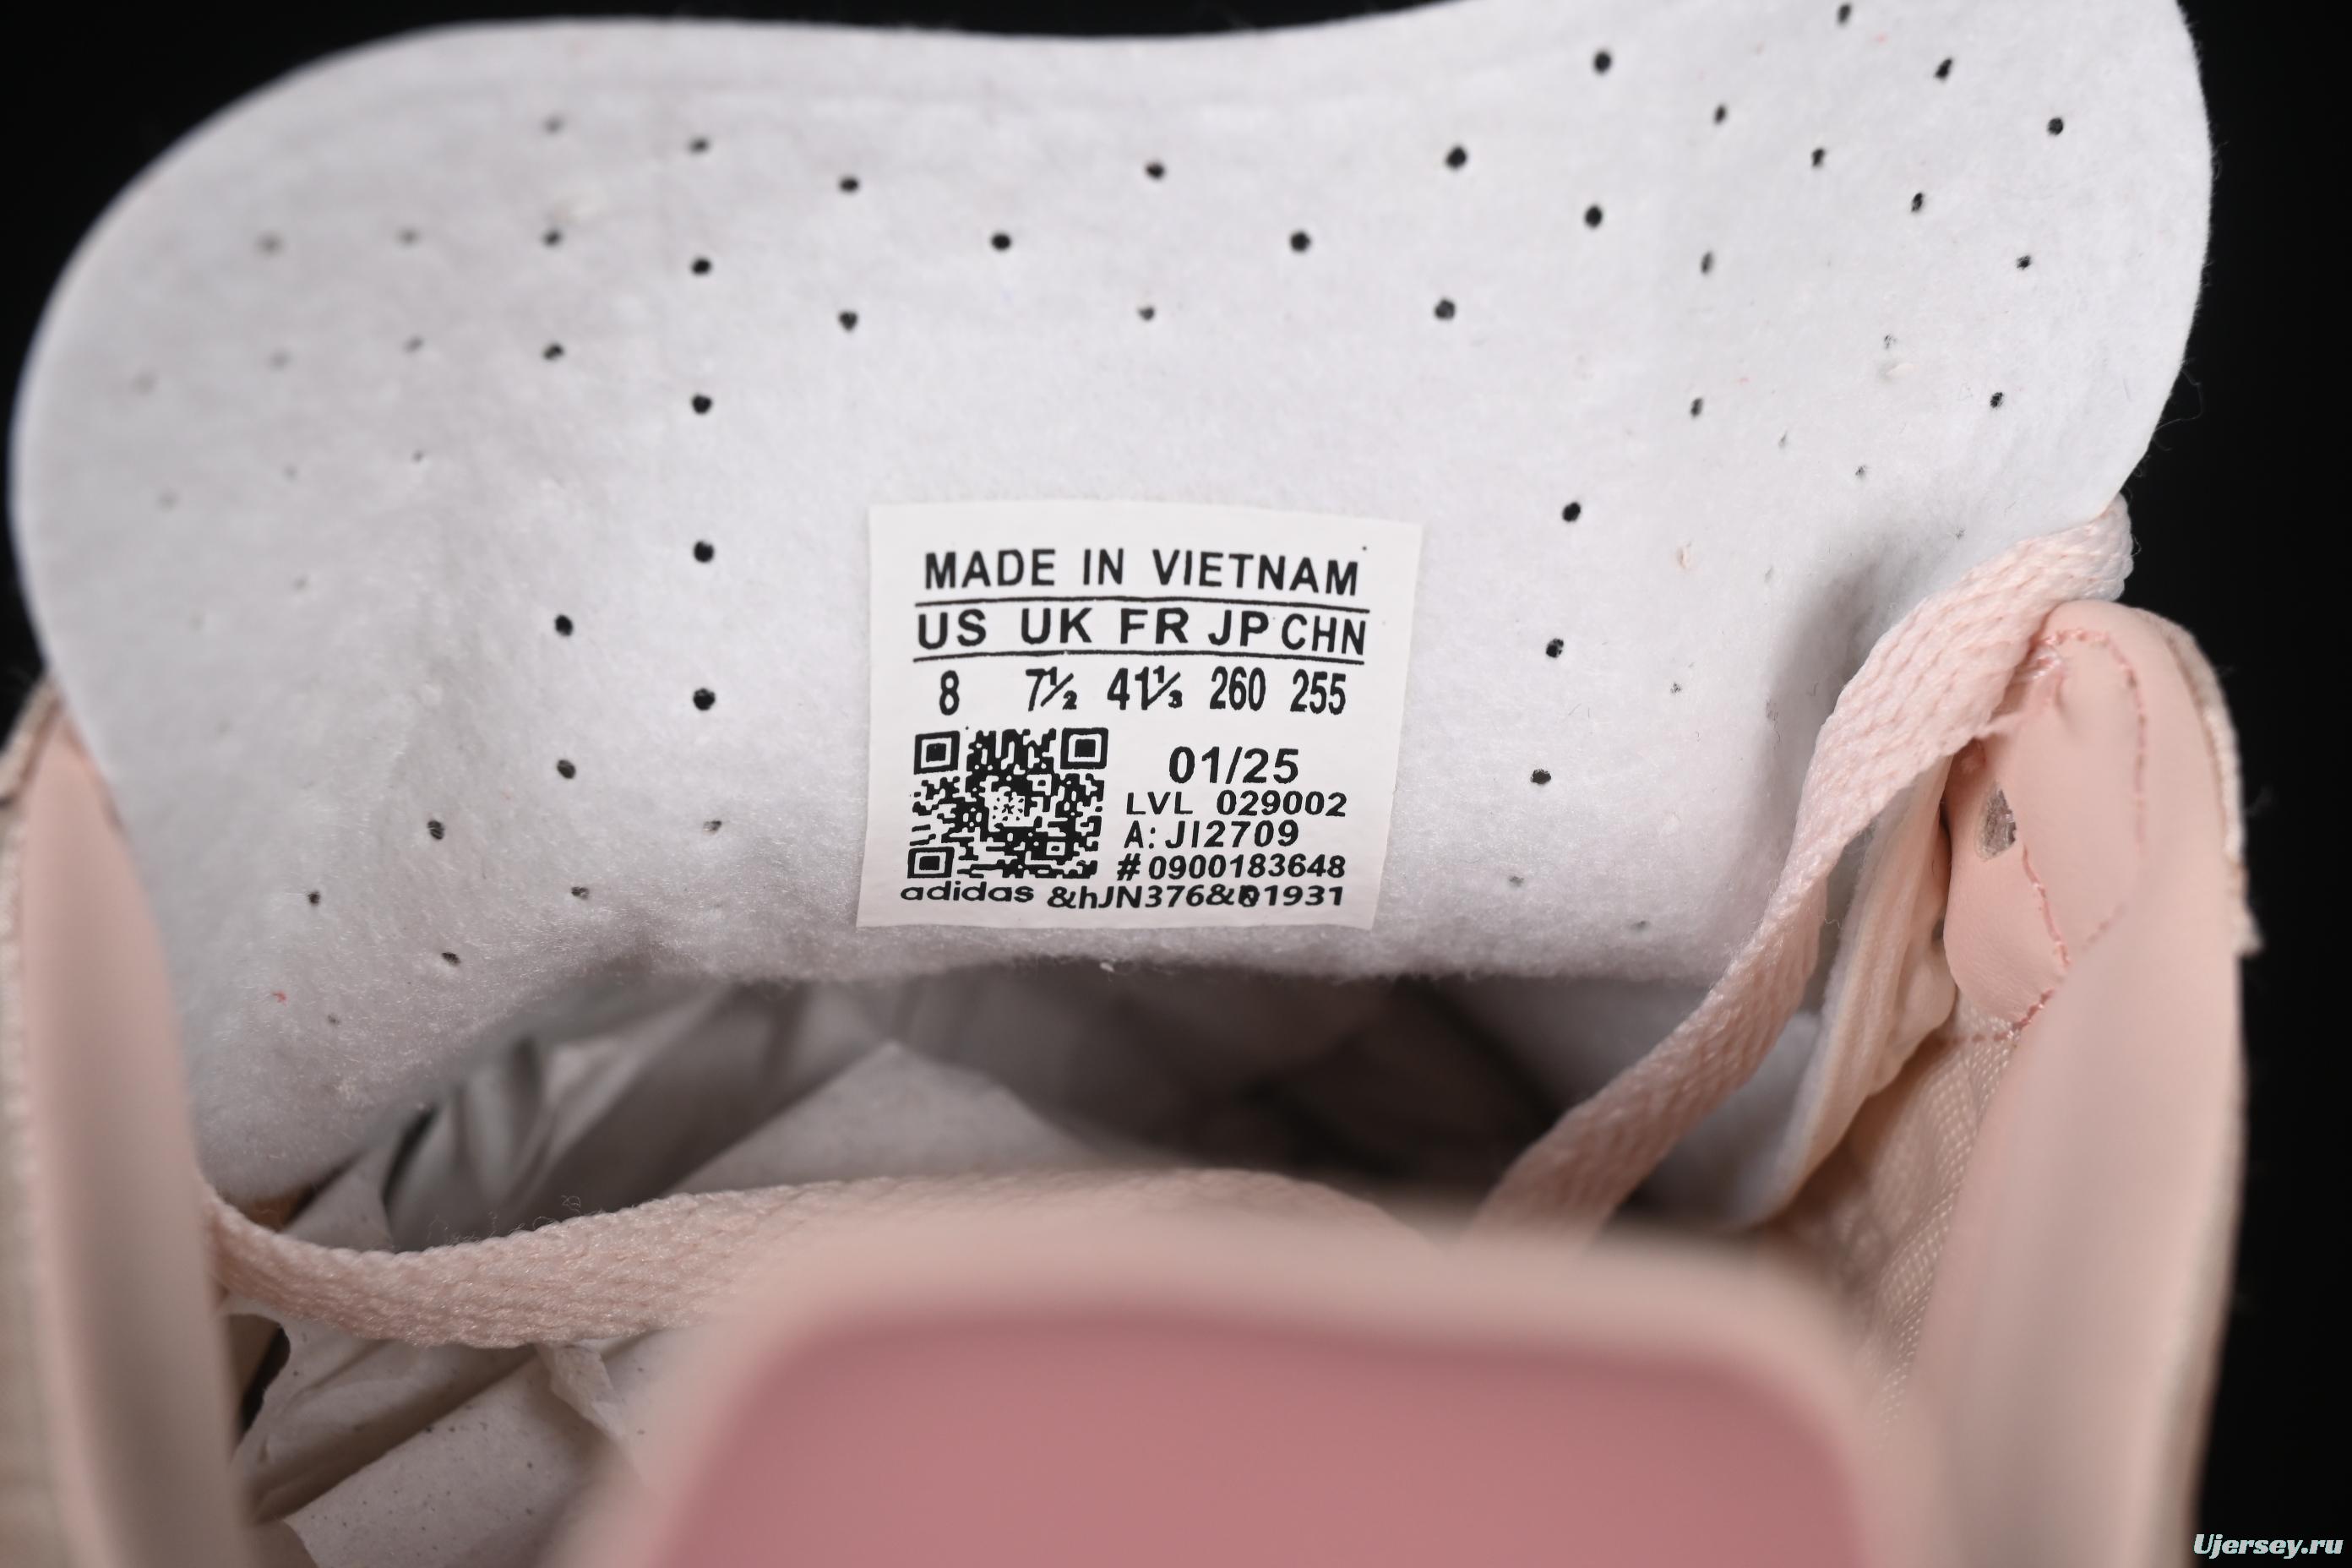 MADE IN VIETNAM
US UK FR JP CHN
8 7½ 41⅓ 260 255
01/25
LVL 029002
A: JI2709
#0900183648
adidas &hJN376&
Ujersey.ru